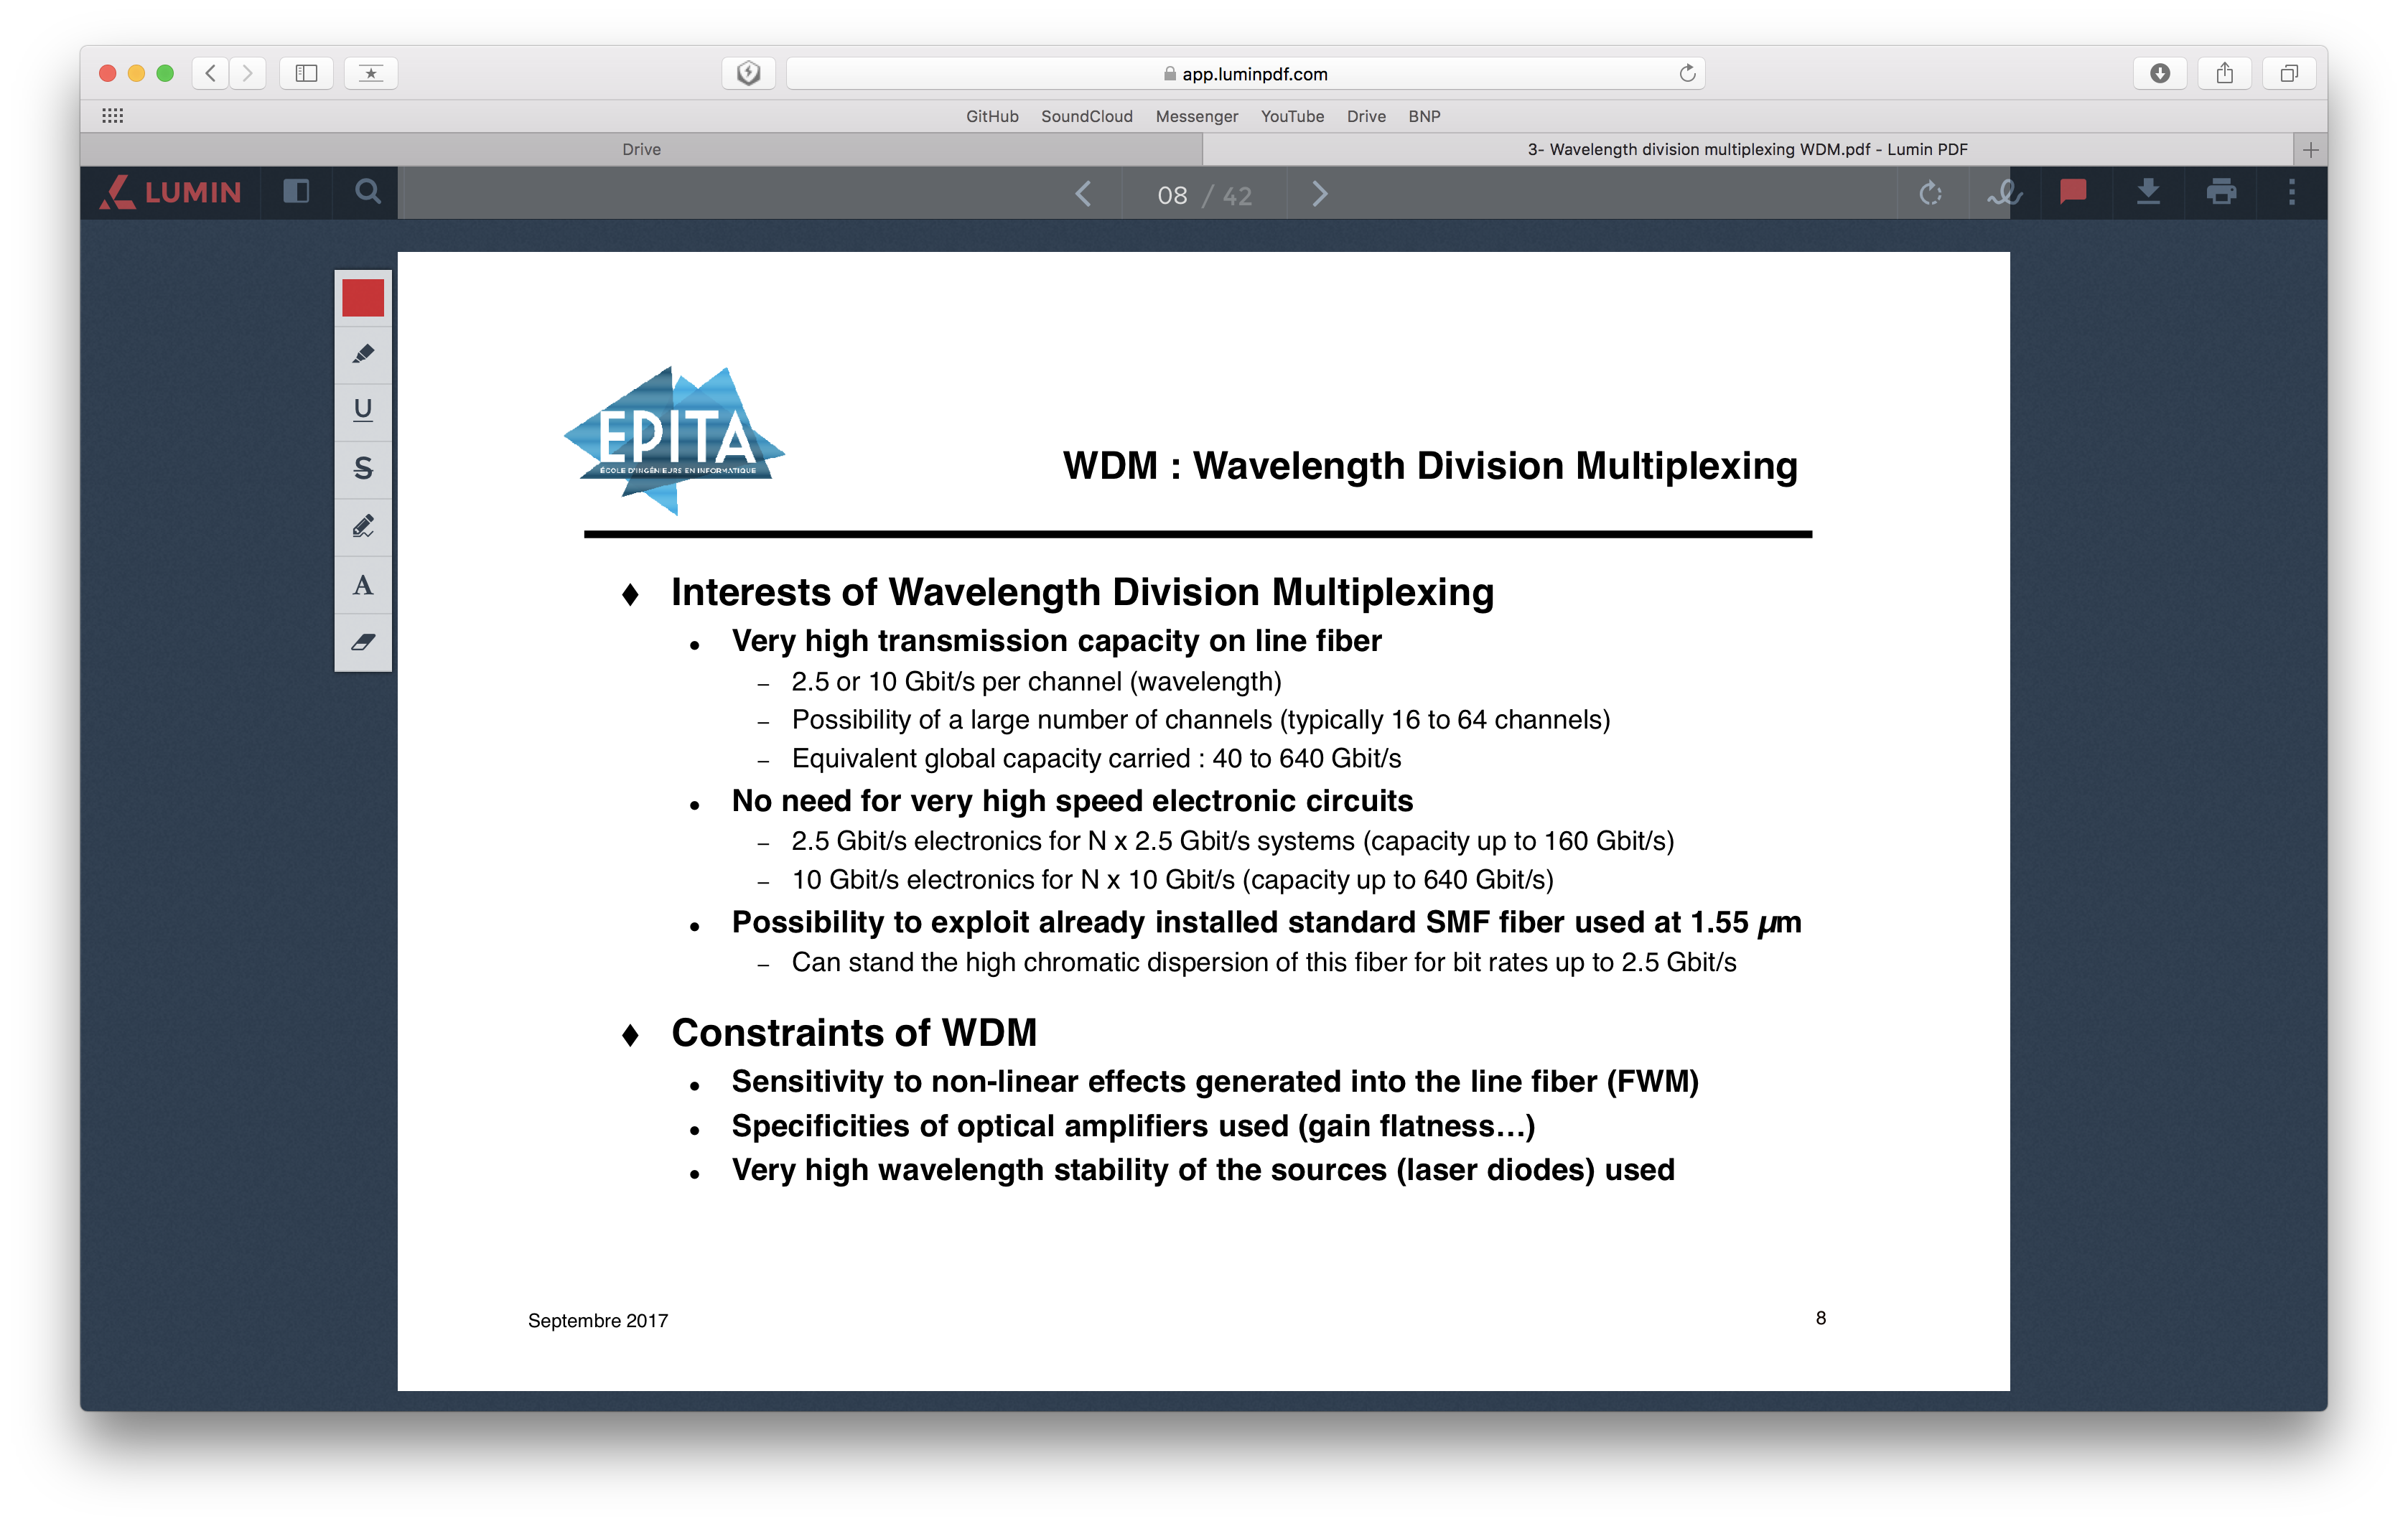 app.luminpdf.com
GitHub SoundCloud Messenger YouTube Drive BNP
Drive
3- Wavelength division multiplexing WDM.pdf - Lumin PDF
LUMIN
08 / 42
U
S
A
EPITA
ÉCOLE D'INGÉNIEURS EN INFORMATIQUE
WDM : Wavelength Division Multiplexing
♦ Interests of Wavelength Division Multiplexing
• Very high transmission capacity on line fiber
– 2.5 or 10 Gbit/s per channel (wavelength)
– Possibility of a large number of channels (typically 16 to 64 channels)
– Equivalent global capacity carried : 40 to 640 Gbit/s
• No need for very high speed electronic circuits
– 2.5 Gbit/s electronics for N x 2.5 Gbit/s systems (capacity up to 160 Gbit/s)
– 10 Gbit/s electronics for N x 10 Gbit/s (capacity up to 640 Gbit/s)
• Possibility to exploit already installed standard SMF fiber used at 1.55 µm
– Can stand the high chromatic dispersion of this fiber for bit rates up to 2.5 Gbit/s
♦ Constraints of WDM
• Sensitivity to non-linear effects generated into the line fiber (FWM)
• Specificities of optical amplifiers used (gain flatness…)
• Very high wavelength stability of the sources (laser diodes) used
Septembre 2017
8